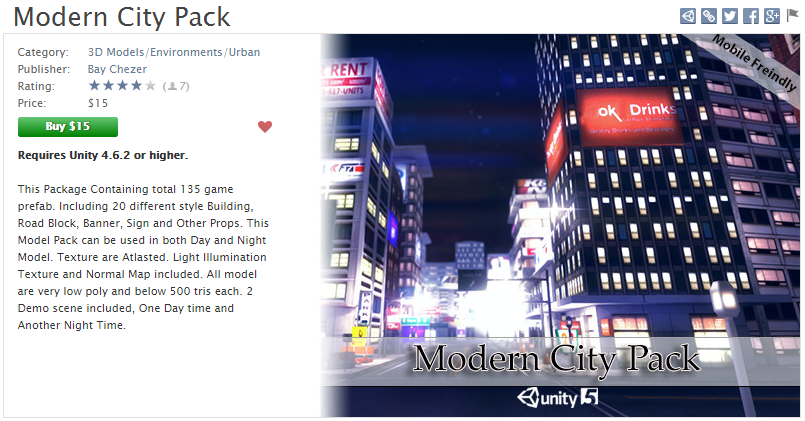 Modern City Pack
Category: 3D Models/Environments/Urban
Publisher: Bay Chezer
Rating: (7)
Price: $15
Buy $15
Requires Unity 4.6.2 or higher.
This Package Containing total 135 game
prefab. Including 20 different style Building,
Road Block, Banner, Sign and Other Props. This
Model Pack can be used in both Day and Night
Model. Texture are Atlasted. Light Illumination
Texture and Normal Map included. All model
are very low poly and below 500 tris each. 2
Demo scene included, One Day time and
Another Night Time.
Mobile Freindly
RENT
ok Drinks
Modern City Pack
unity 5